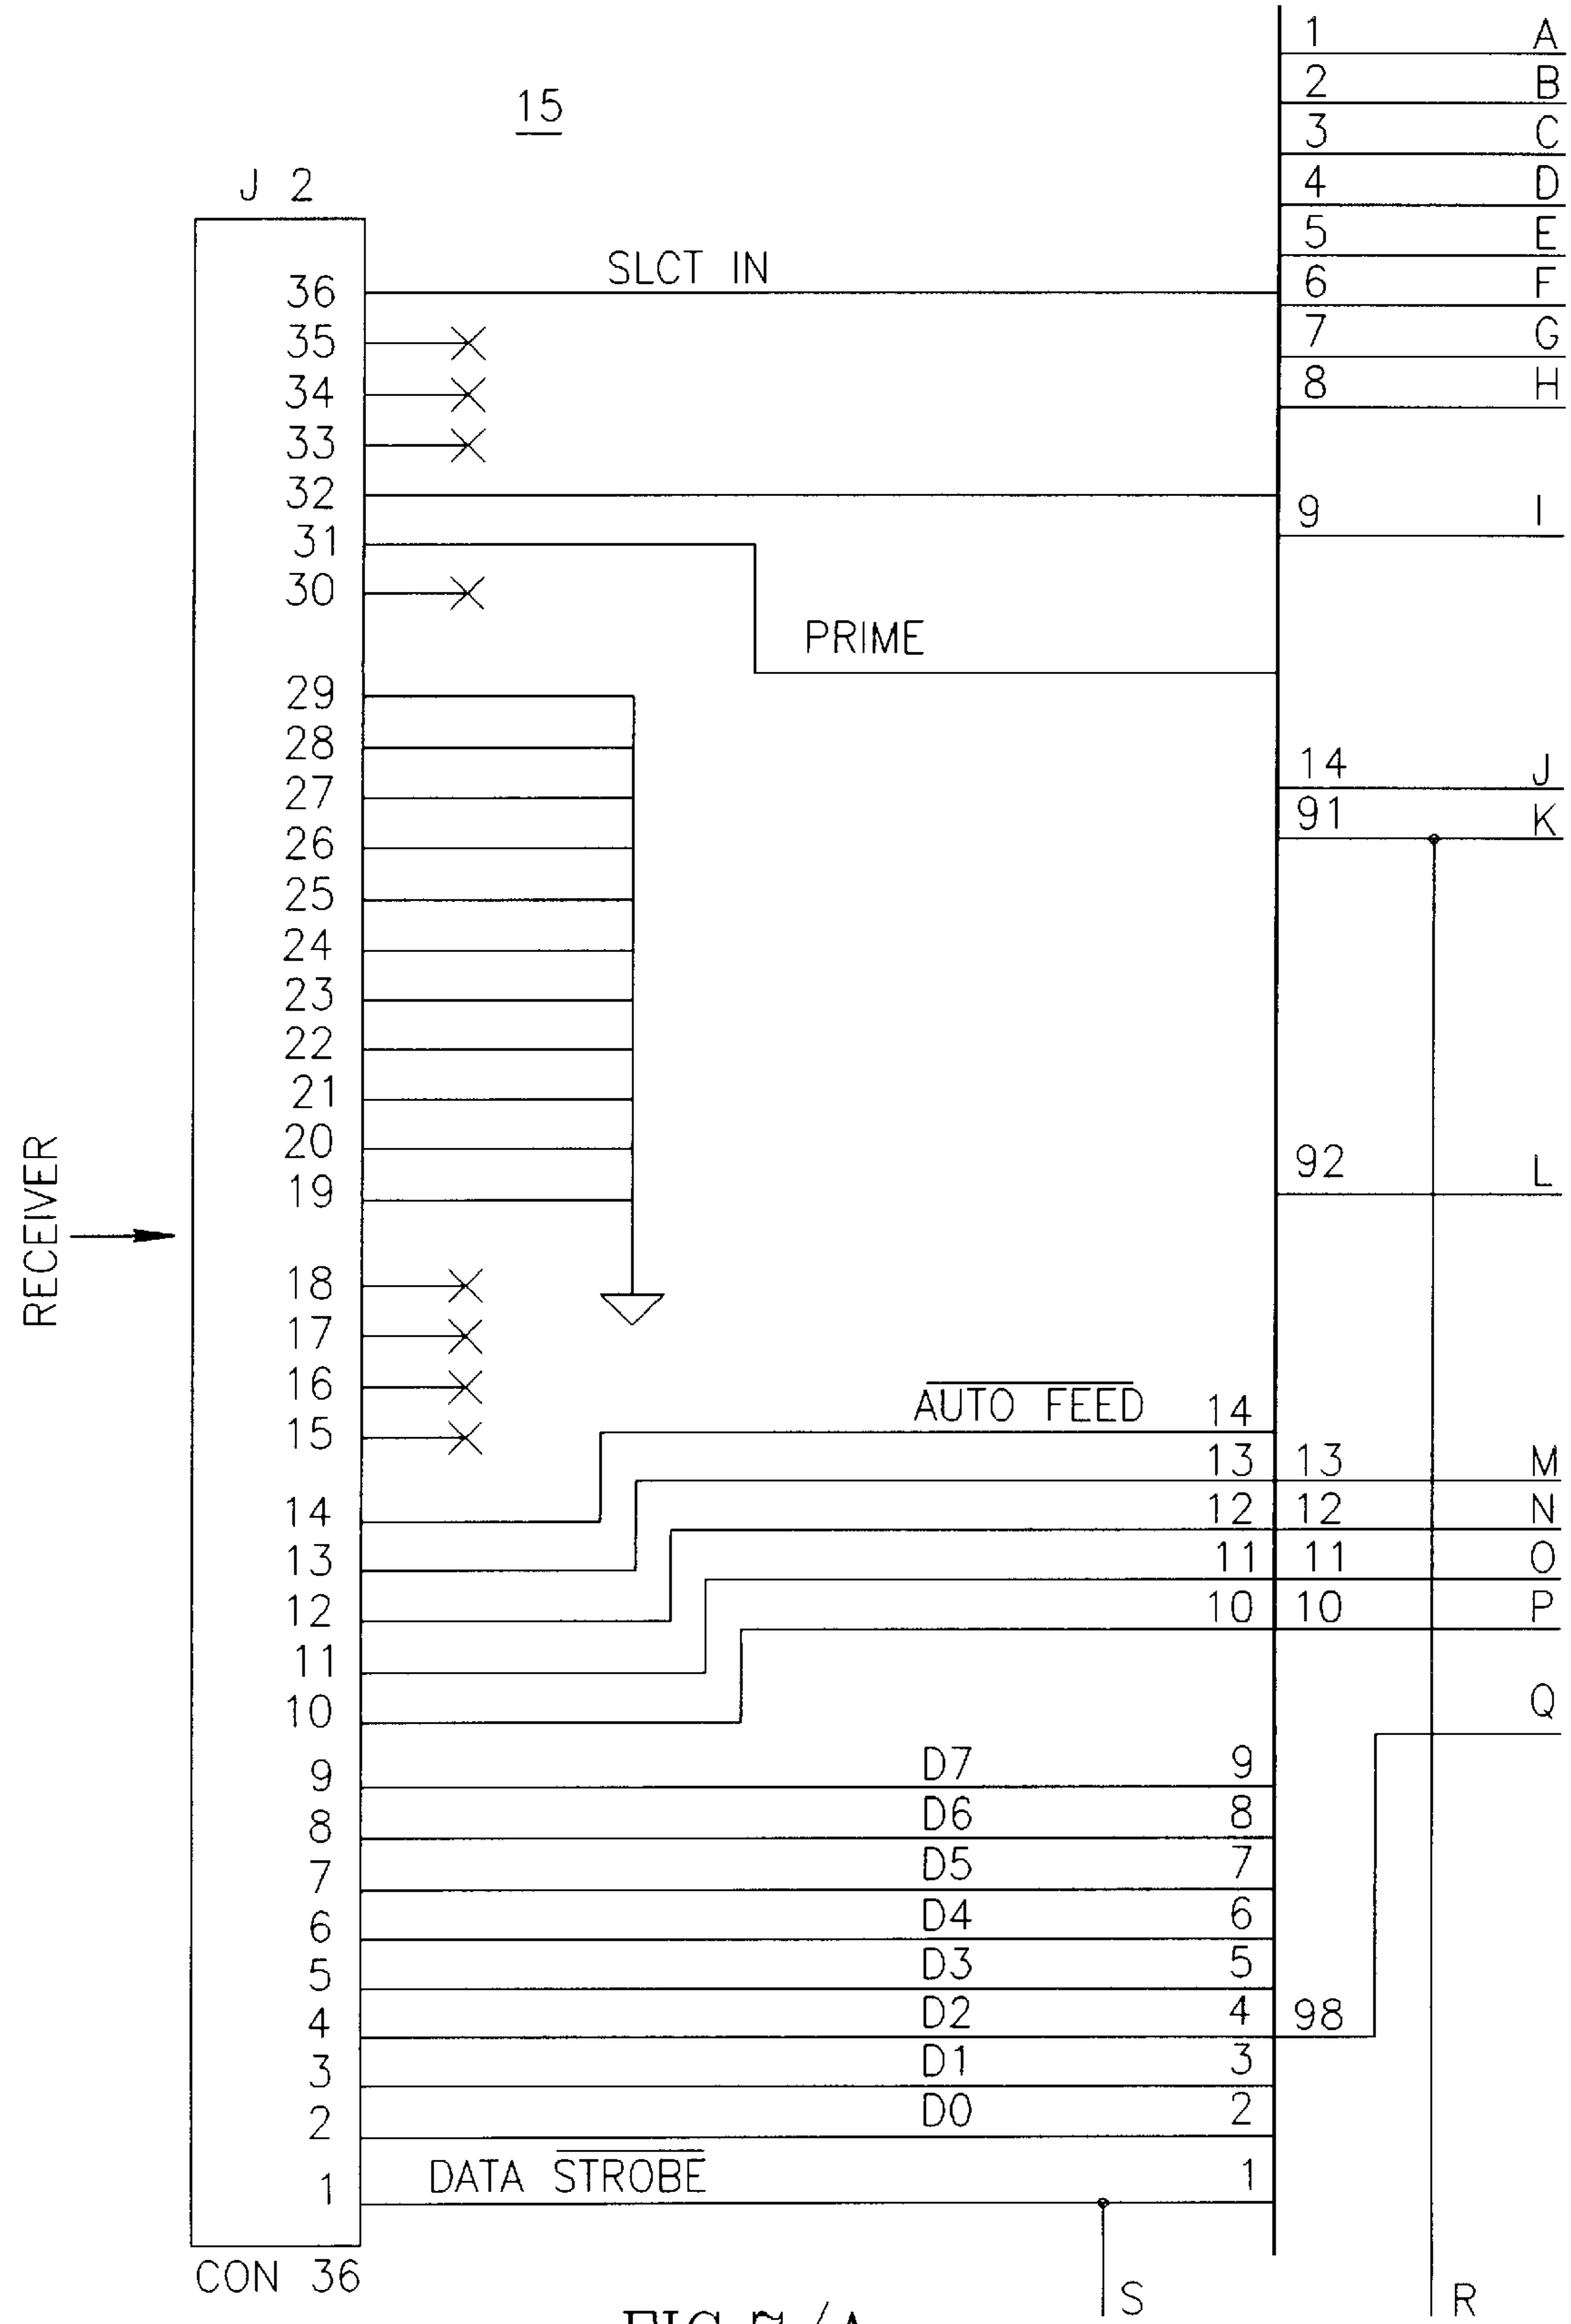 1 A
2 B
15
3 C
J 2
4 D
5 E
SLCT IN
36
6 F
35
7 G
34
8 H
33
32
9 I
31
30
PRIME
29
28
14 J
27
91 K
26
25
24
23
22
21
20
RECEIVER
19
92 L
18
17
16
AUTO FEED 14
15
13 13 M
14
12 12 N
13
11 11 O
12
10 10 P
11
10
Q
9 D7 9
8 D6 8
7 D5 7
6 D4 6
5 D3 5
4 D2 4 98
3 D1 3
2 D0 2
1 DATA STROBE 1
CON 36
S R